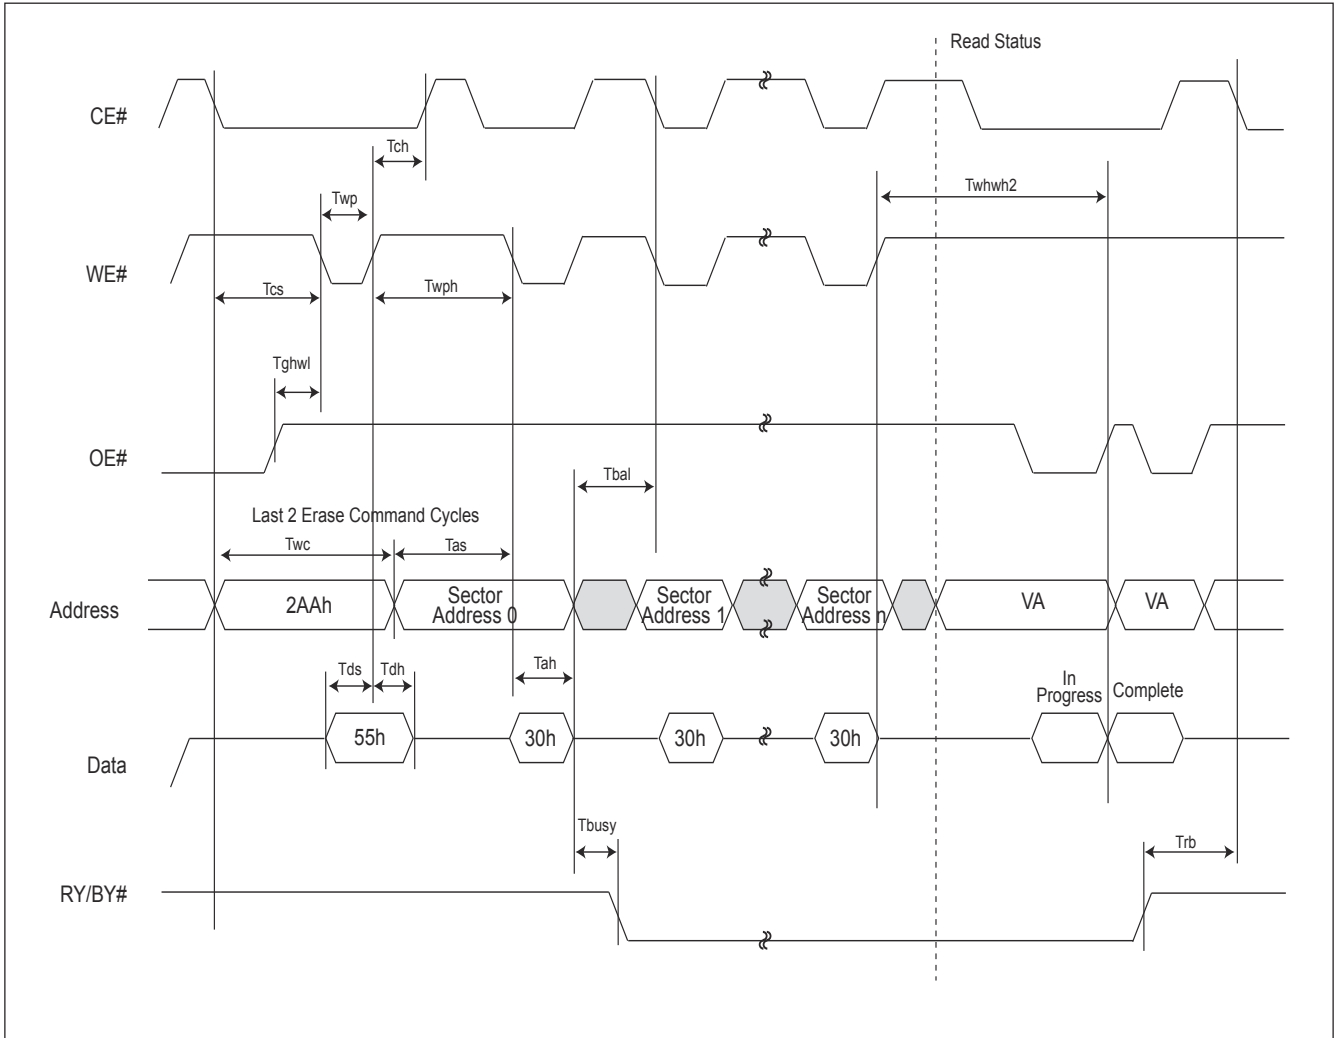 Read Status
CE#
Tch
Twhwh2
Twp
WE#
Tcs
Twph
Tghwl
OE#
Tbal
Last 2 Erase Command Cycles
Twc
Tas
Address
2AAh
Sector
Address 0
Sector
Address 1
Sector
Address n
VA
VA
Tds
Tdh
Tah
In
Progress
Complete
Data
55h
30h
30h
30h
Tbusy
Trb
RY/BY#